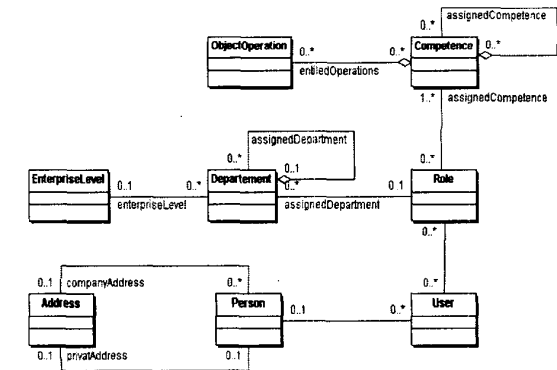 0..* assignedCompetence
ObjectOperation 0..* 0..* Competence 0..*
entitledOperations
1..* assignedCompetence
assignedDepartment
0..* 0..1 0..*
EnterpriseLevel 0..1 0..* Departement 0..* 0..1 Role
enterpriseLevel assignedDepartment
0..*
0..1 companyAddress 0..* 0..*
Address Person 0..1 0..* User
0..1 privatAddress 0..1